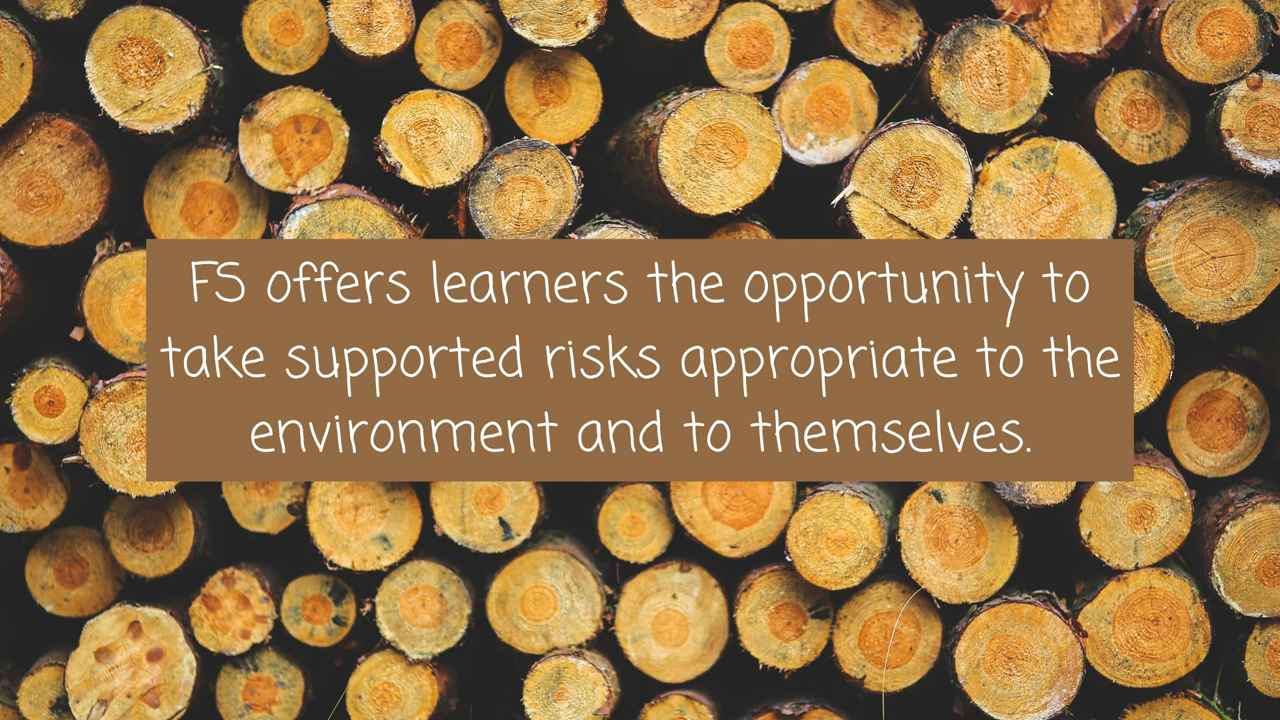 FS offers learners the opportunity to
take supported risks appropriate to the
environment and to themselves.